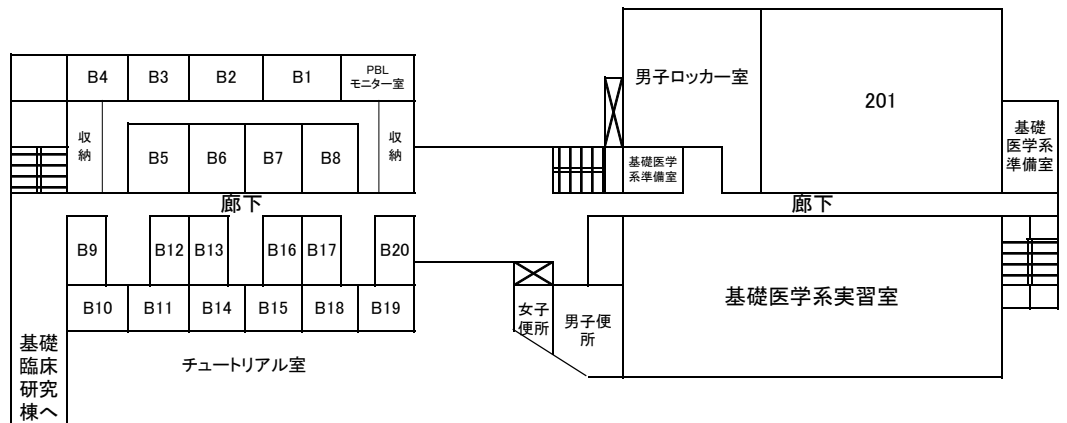 B4
B3
B2
B1
PBL
モニター室
男子ロッカー室
201
収
納
B5
B6
B7
B8
収
納
基礎医学
系準備室
基礎
医学系
準備室
廊下
廊下
B9
B12
B13
B16
B17
B20
B10
B11
B14
B15
B18
B19
女子
便所
男子便
所
基礎医学系実習室
基礎
臨床
研究
棟へ
チュートリアル室